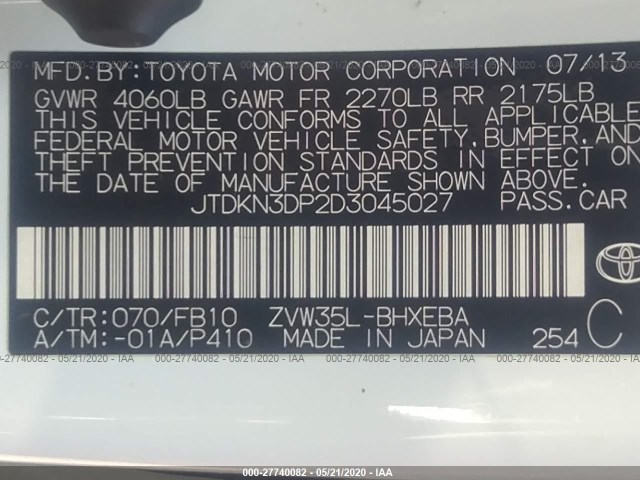 MFD.BY:TOYOTA MOTOR CORPORATION 07/13
GVWR 4060LB GAWR FR 2270LB RR 2175LB
THIS VEHICLE CONFORMS TO ALL APPLICABLE
FEDERAL MOTOR VEHICLE SAFETY,BUMPER,AND
THEFT PREVENTION STANDARDS IN EFFECT ON
THE DATE OF MANUFACTURE SHOWN ABOVE.
JTDKN3DP2D3045027 PASS.CAR
C/TR:070/FB10 ZVW35L-BHXEBA C
A/TM:-01A/P410 MADE IN JAPAN 254
000-27740082 - 05/21/2020 - IAA